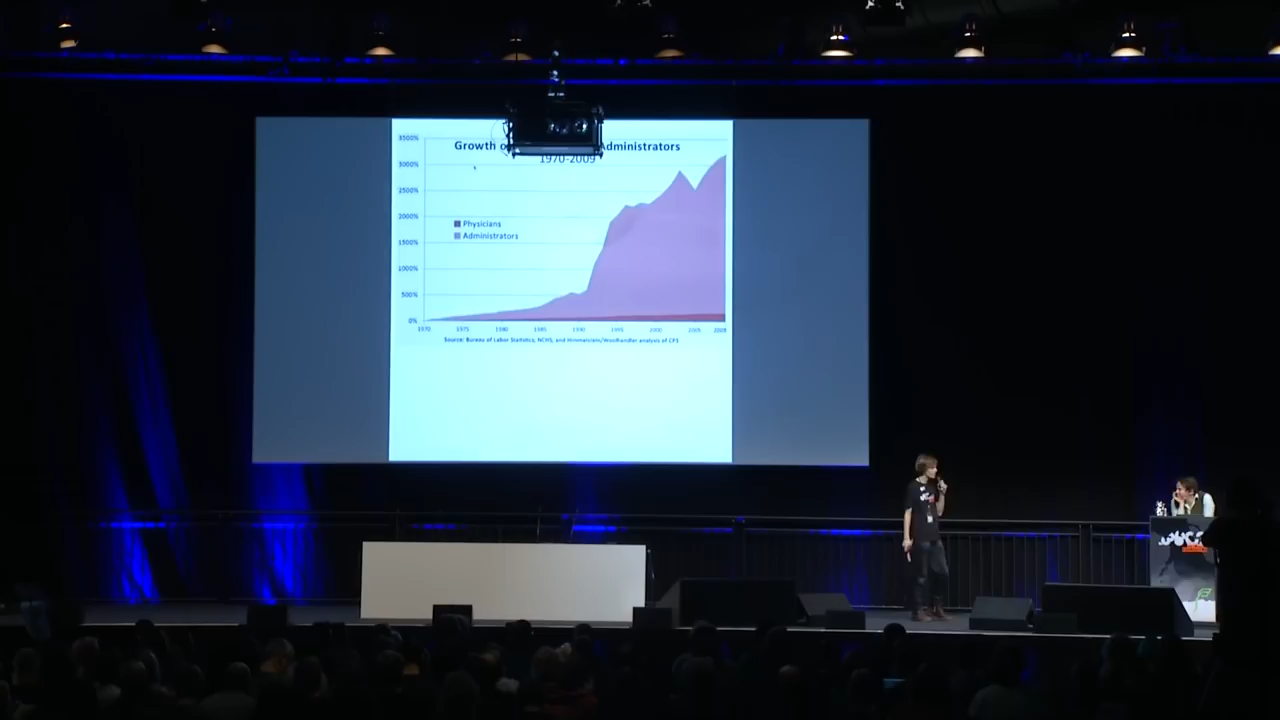 Growth o Administrators
1970-2009
3500%
3000%
2500%
2000%
1500%
1000%
500%
0%
Physicians
Administrators
1970 1975 1980 1985 1990 1995 2000 2005 2009
Source: Bureau of Labor Statistics; NCHS; and Himmelstein/Woolhandler analysis of CPS